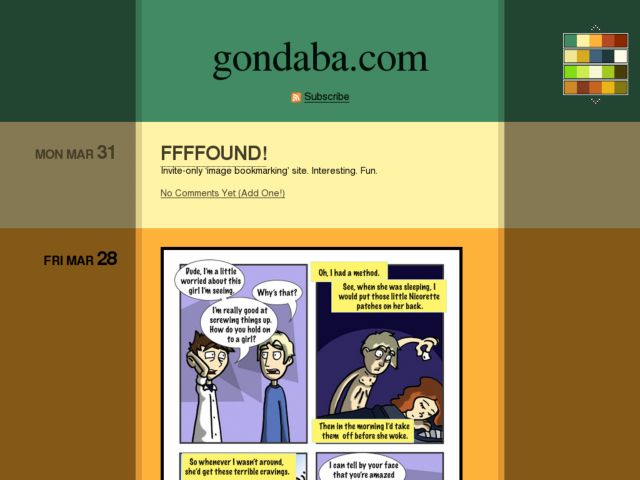 gondaba.com
Subscribe
MON MAR 31
FFFFOUND!
Invite-only 'image bookmarking' site. Interesting. Fun.
No Comments Yet (Add One!)
FRI MAR 28
Dude, I'm a little
worried about this
girl I'm seeing.
Why's that?
I'm really good at
screwing things up.
How do you hold on
to a girl?
Oh, I had a method.
See, when she was sleeping, I
would put those little Nicorette
patches on her back.
Then in the morning I'd take
them off before she woke.
So whenever I wasn't around,
she'd get these terrible cravings.
I can tell by your face
that you're amazed